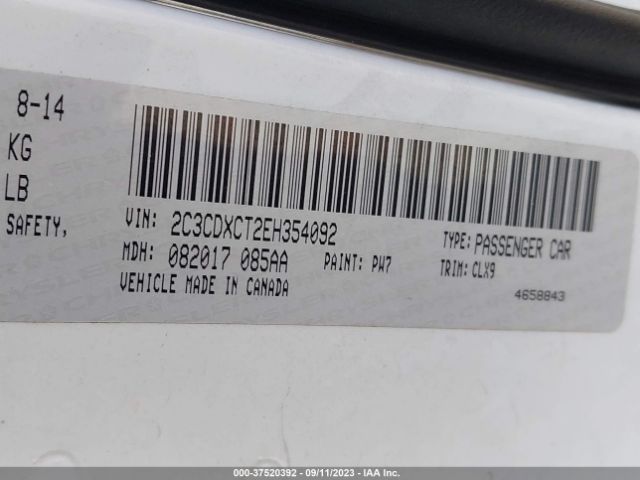 8-14
KG
LB
SAFETY,
VIN: 2C3CDXCT2EH354092
TYPE: PASSENGER CAR
MDH: 082017 085AA PAINT: PW7 TRIM: CLX9
VEHICLE MADE IN CANADA
4658843
000-37520392 - 09/11/2023 - IAA Inc.